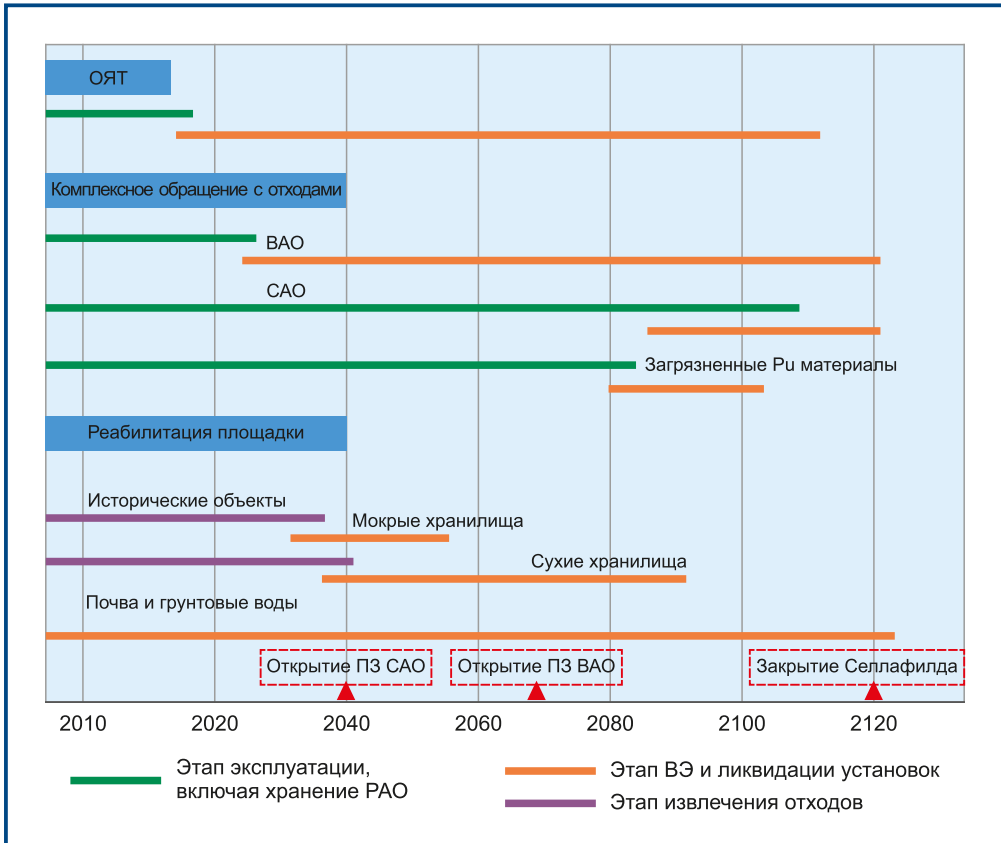 ОЯТ
Комплексное обращение с отходами
ВАО
САО
Загрязненные Pu материалы
Реабилитация площадки
Исторические объекты
Мокрые хранилища
Сухие хранилища
Почва и грунтовые воды
Открытие ПЗ САО
Открытие ПЗ ВАО
Закрытие Селлафилда
2010 2020 2040 2060 2080 2100 2120
Этап эксплуатации,
включая хранение РАО
Этап ВЭ и ликвидации установок
Этап извлечения отходов